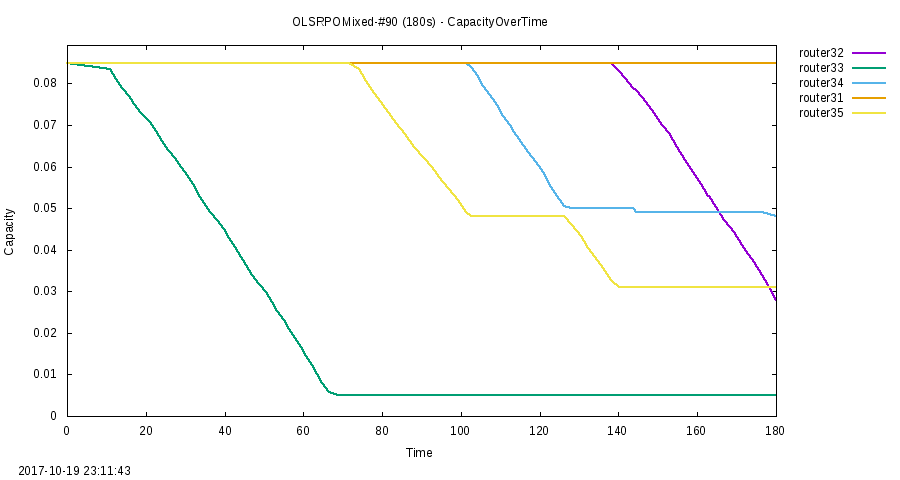 OLSRPOMixed-#90 (180s) - CapacityOverTime
router32
router33
router34
router31
router35
0.08
0.07
0.06
0.05
0.04
0.03
0.02
0.01
0
Capacity
0 20 40 60 80 100 120 140 160 180
Time
2017-10-19 23:11:43